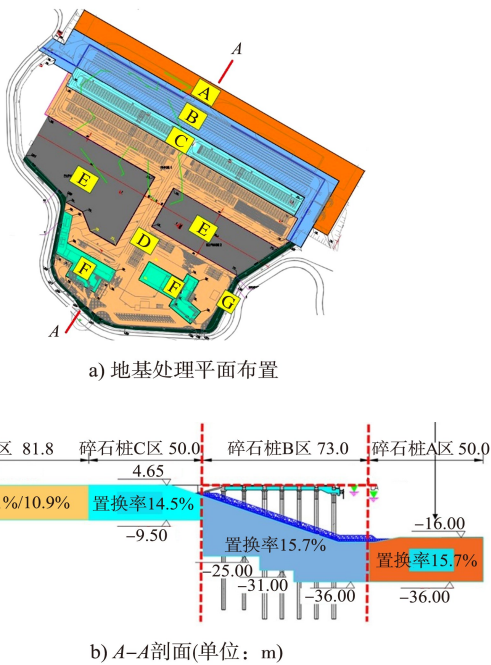 A
A
B
C
E
E
D
F
F
G
A
a) 地基处理平面布置
区 81.8 碎石桩C区 50.0 碎石桩B区 73.0 碎石桩A区 50.0
4.65
-16.00
%/10.9% 置换率14.5%
-9.50
置换率15.7% 置换率15.7%
-25.00
-31.00
-36.00 -36.00
b) A-A剖面(单位：m)